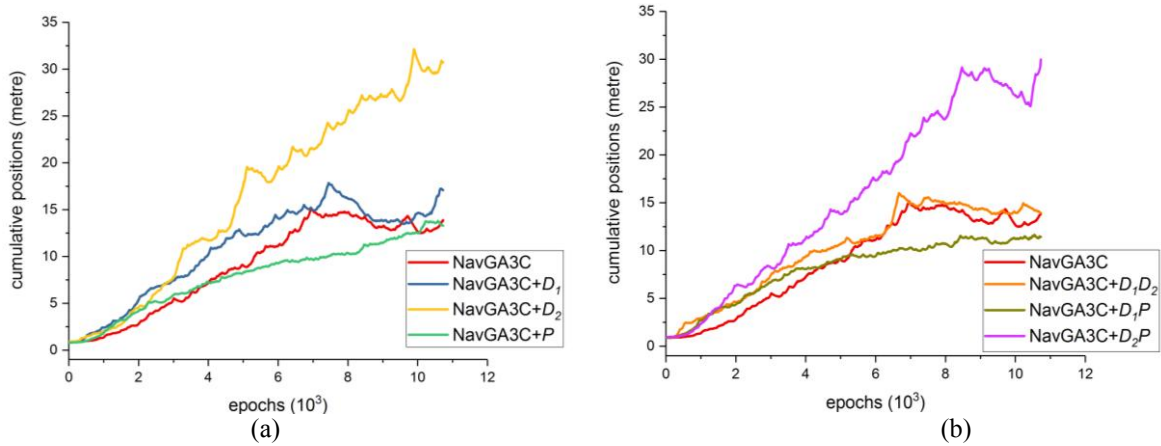 35
30
25
20
15
10
5
0
cumulative positions (metre)
0 2 4 6 8 10 12
epochs (10³)
NavGA3C
NavGA3C+D₁
NavGA3C+D₂
NavGA3C+P
(a)
35
30
25
20
15
10
5
0
cumulative positions (metre)
0 2 4 6 8 10 12
epochs (10³)
NavGA3C
NavGA3C+D₁D₂
NavGA3C+D₁P
NavGA3C+D₂P
(b)